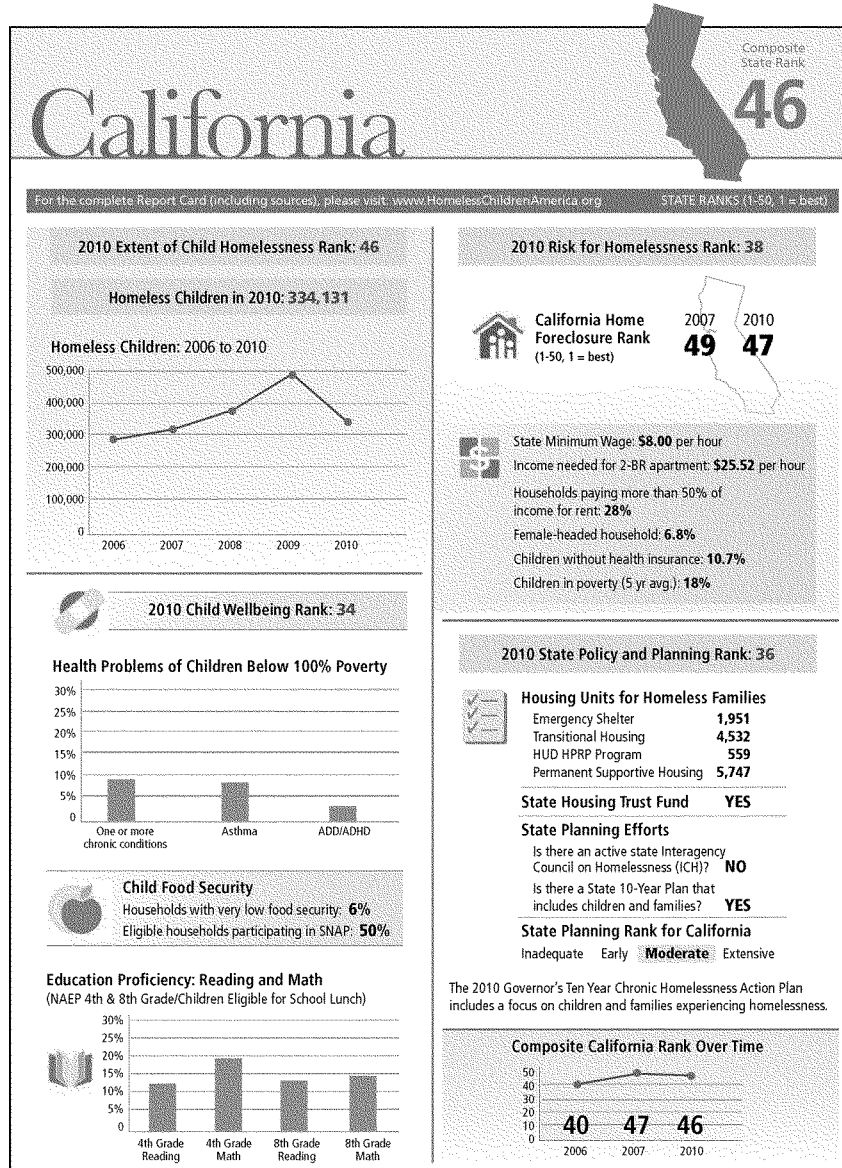 Composite
State Rank
46
California
For the complete Report Card (including sources), please visit: www.HomelessChildrenAmerica.org
STATE RANKS (1-50, 1 = best)
2010 Extent of Child Homelessness Rank: 46
Homeless Children in 2010: 334,131
Homeless Children: 2006 to 2010
500,000
400,000
300,000
200,000
100,000
0
2006 2007 2008 2009 2010
2010 Child Wellbeing Rank: 34
Health Problems of Children Below 100% Poverty
30%
25%
20%
15%
10%
5%
0
One or more
chronic conditions
Asthma
ADD/ADHD
Child Food Security
Households with very low food security: 6%
Eligible households participating in SNAP: 50%
Education Proficiency: Reading and Math
(NAEP 4th & 8th Grade/Children Eligible for School Lunch)
30%
25%
20%
15%
10%
5%
0
4th Grade
Reading
4th Grade
Math
8th Grade
Reading
8th Grade
Math
2010 Risk for Homelessness Rank: 38
California Home
Foreclosure Rank
(1-50, 1 = best)
2007 2010
49 47
$
State Minimum Wage: $8.00 per hour
Income needed for 2-BR apartment: $25.52 per hour
Households paying more than 50% of
income for rent: 28%
Female-headed household: 6.8%
Children without health insurance: 10.7%
Children in poverty (5 yr avg.): 18%
2010 State Policy and Planning Rank: 36
Housing Units for Homeless Families
Emergency Shelter 1,951
Transitional Housing 4,532
HUD HPRP Program 559
Permanent Supportive Housing 5,747
State Housing Trust Fund YES
State Planning Efforts
Is there an active state Interagency
Council on Homelessness (ICH)? NO
Is there a State 10-Year Plan that
includes children and families? YES
State Planning Rank for California
Inadequate Early Moderate Extensive
The 2010 Governor's Ten Year Chronic Homelessness Action Plan
includes a focus on children and families experiencing homelessness.
Composite California Rank Over Time
50
40
30
20
10
0
40 47 46
2006 2007 2010